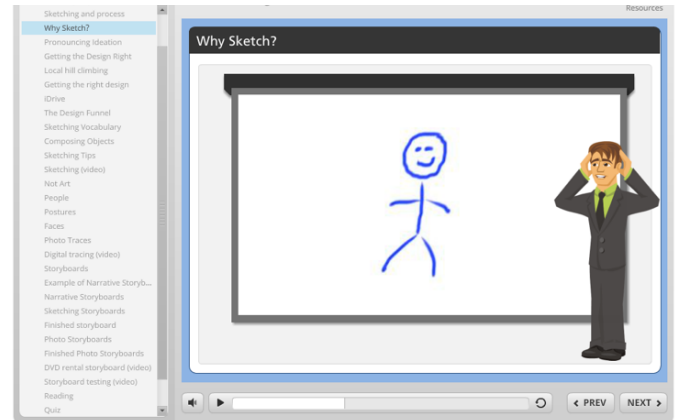 Resources
Sketching and process
Why Sketch?
Pronouncing Ideation
Getting the Design Right
Local hill climbing
Getting the right design
iDrive
The Design Funnel
Sketching Vocabulary
Composing Objects
Sketching Tips
Sketching (video)
Not Art
People
Postures
Faces
Photo Traces
Digital tracing (video)
Storyboards
Example of Narrative Storyb...
Narrative Storyboards
Sketching Storyboards
Finished storyboard
Photo Storyboards
Finished Photo Storyboards
DVD rental storyboard (video)
Storyboard testing (video)
Reading
Quiz
Why Sketch?
PREV
NEXT